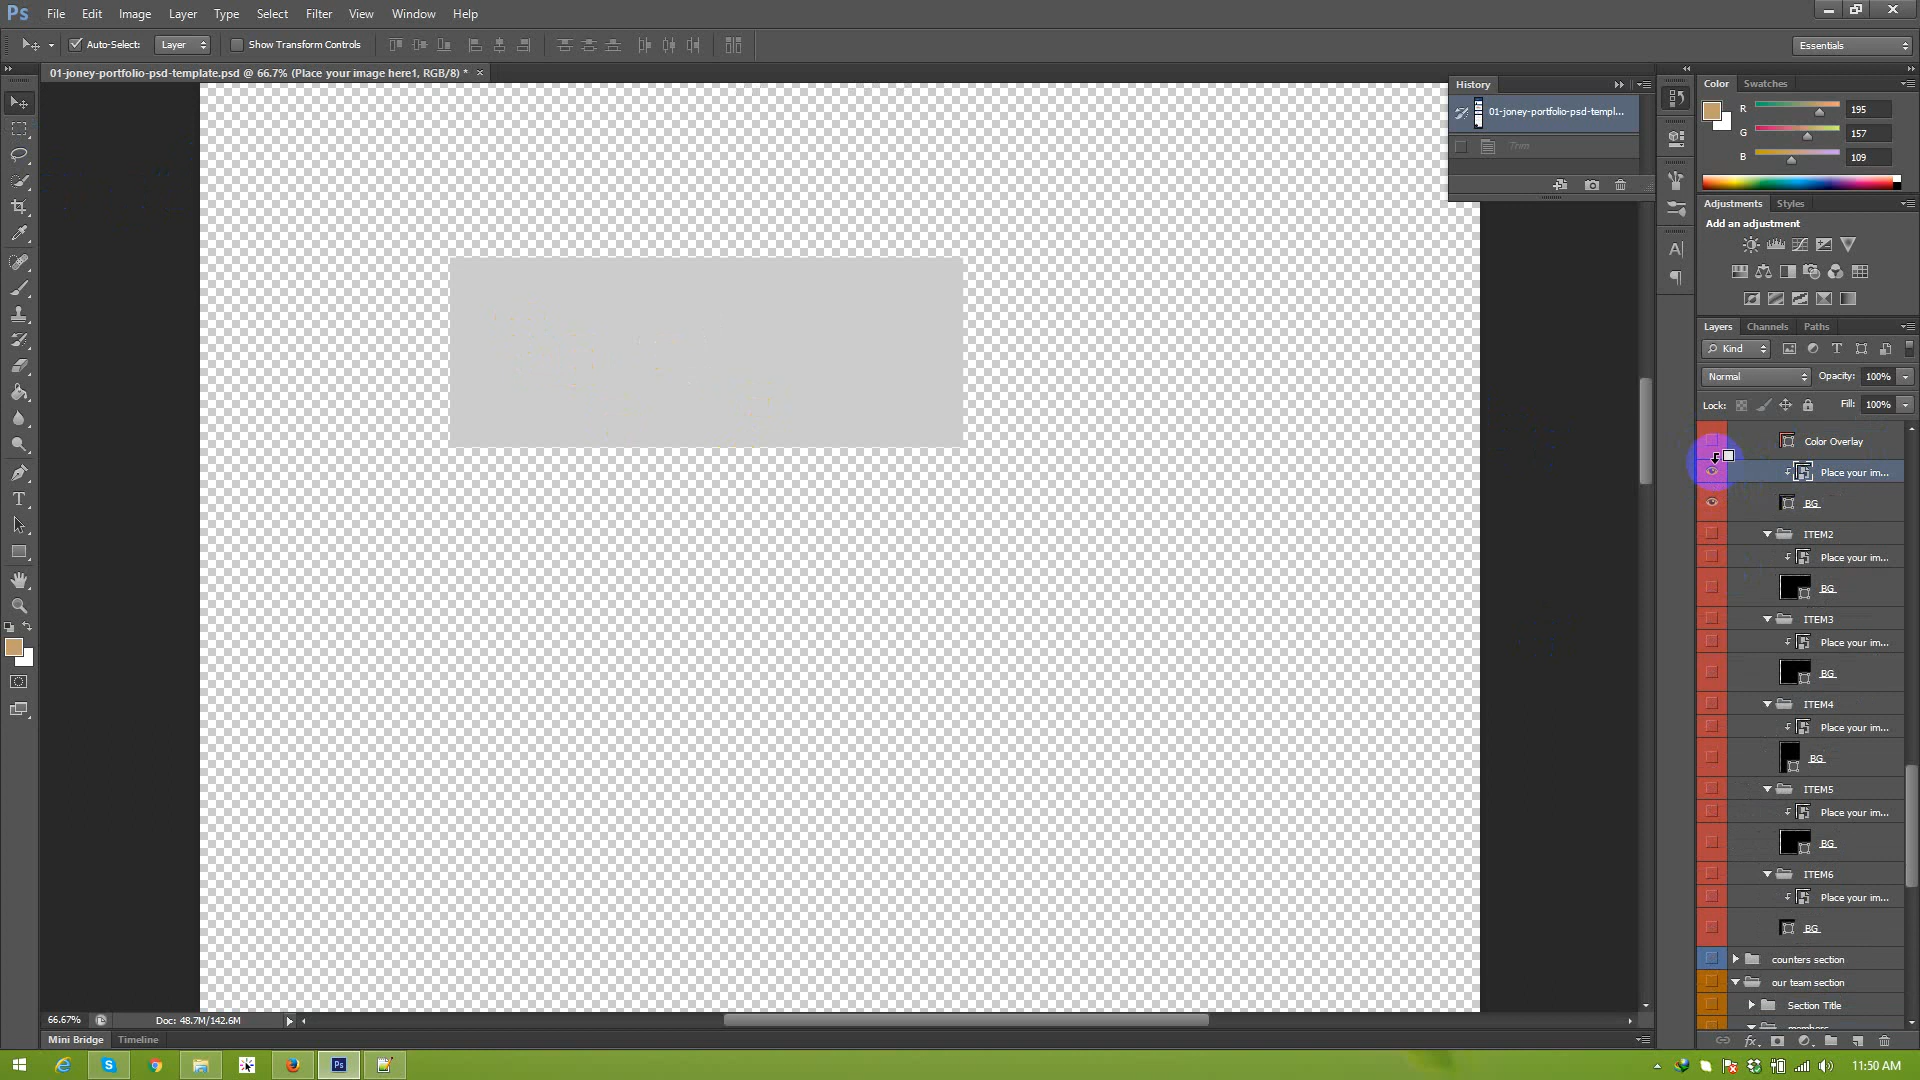 Ps File Edit Image Layer Type Select Filter View Window Help
Auto-Select: Layer Show Transform Controls Essentials
01-joney-portfolio-psd-template.psd @ 66.7% (Place your image here1, RGB/8) * ×
History
01-joney-portfolio-psd-templ...
Trim
Color Swatches
R 195
G 157
B 109
Adjustments Styles
Add an adjustment
Layers Channels Paths
Kind T
Normal Opacity: 100%
Lock: Fill: 100%
Color Overlay
Place your im...
BG
ITEM2
Place your im...
BG
ITEM3
Place your im...
BG
ITEM4
Place your im...
BG
ITEM5
Place your im...
BG
ITEM6
Place your im...
BG
counters section
our team section
Section Title
members
66.67% Doc: 48.7M/142.6M
Mini Bridge Timeline
11:50 AM